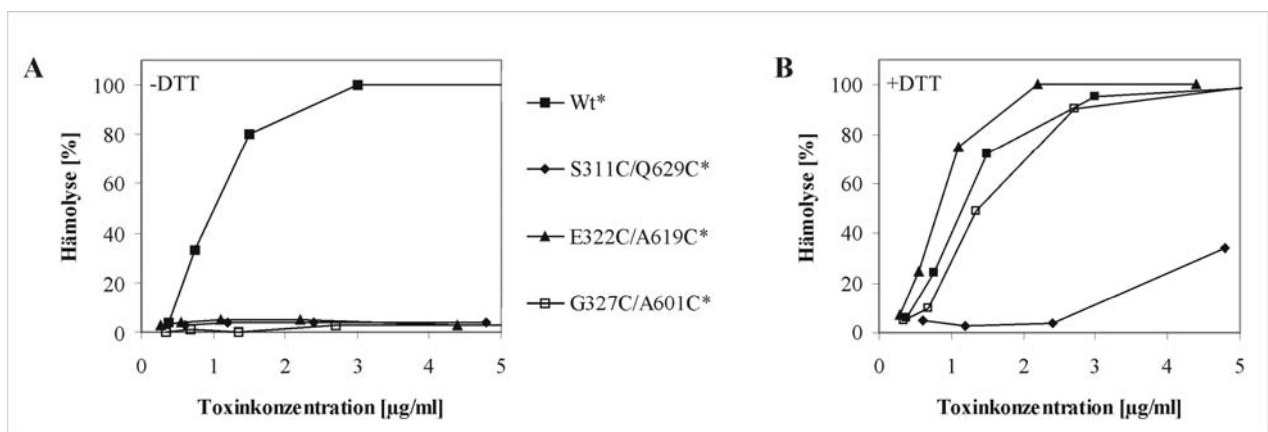 A
-DTT
Hämolyse [%]
100
80
60
40
20
0
0 1 2 3 4 5
Toxinkonzentration [µg/ml]
Wt*
S311C/Q629C*
E322C/A619C*
G327C/A601C*
B
+DTT
Hämolyse [%]
100
80
60
40
20
0
0 1 2 3 4 5
Toxinkonzentration [µg/ml]